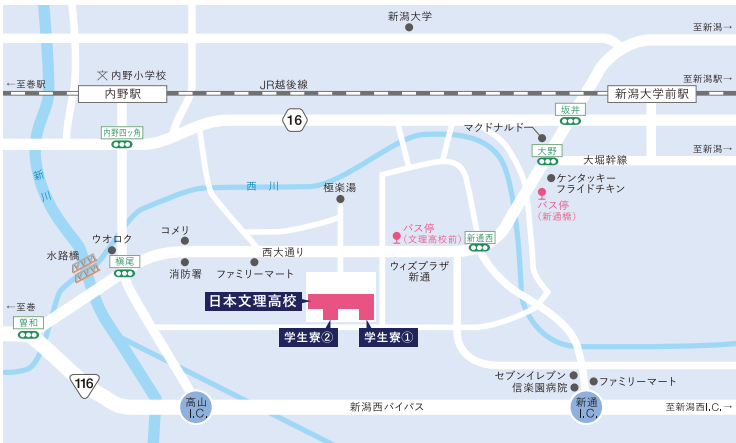 新潟大学
至新潟→
内野小学校
←至巻駅
JR越後線
至新潟駅→
内野駅
新潟大学前駅
坂井
16
内野四ッ角
マクドナルド
大野
大堀幹線
至新潟→
新川
西川
極楽湯
ケンタッキー
フライドチキン
バス停
(新通橋)
バス停
(文理高校前)
新通西
ウオロク
コメリ
水路橋
槇尾
西大通り
消防署
ファミリーマート
ウィズプラザ
新通
←至巻
曽和
日本文理高校
学生寮②
学生寮①
116
セブンイレブン
信楽園病院
ファミリーマート
高山
I.C.
新潟西バイパス
新通
I.C.
至新潟西I.C.→